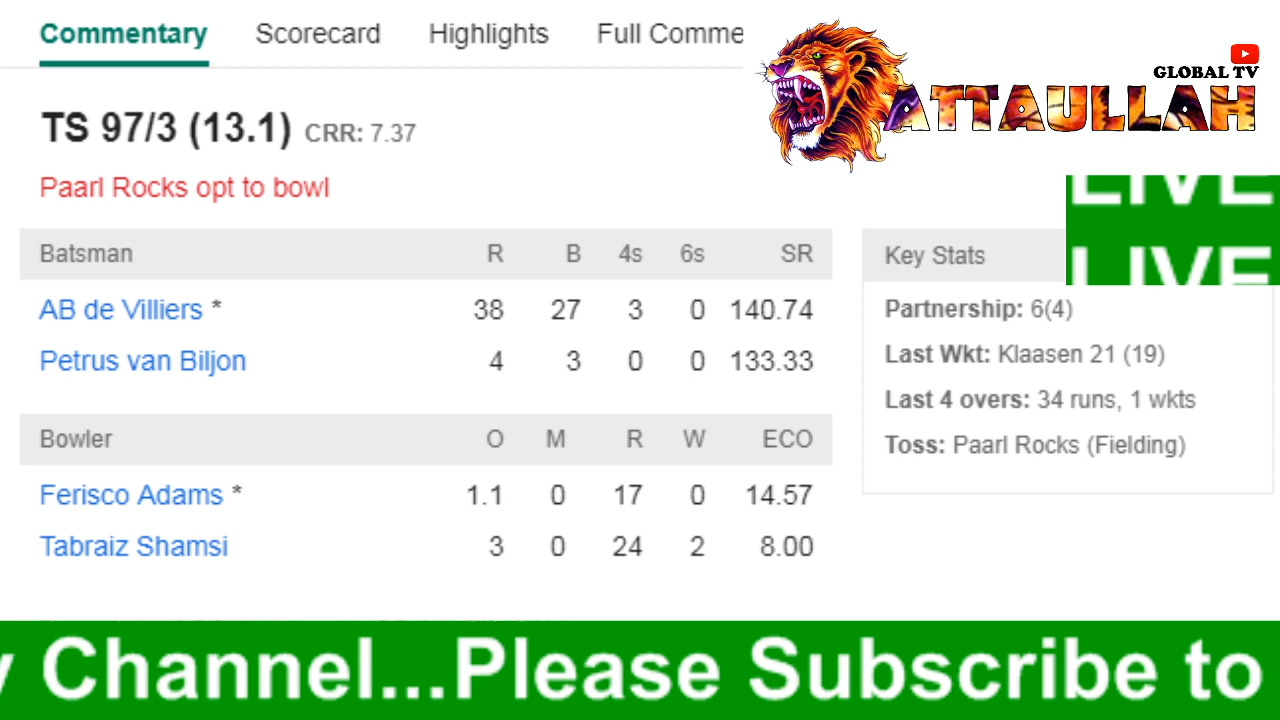 Commentary Scorecard Highlights Full Comme
GLOBAL TV
ATTAULLAH
TS 97/3 (13.1) CRR: 7.37
Paarl Rocks opt to bowl
LIVE
LIVE
Batsman R B 4s 6s SR
AB de Villiers * 38 27 3 0 140.74
Petrus van Biljon 4 3 0 0 133.33
Key Stats
Partnership: 6(4)
Last Wkt: Klaasen 21 (19)
Last 4 overs: 34 runs, 1 wkts
Toss: Paarl Rocks (Fielding)
Bowler O M R W ECO
Ferisco Adams * 1.1 0 17 0 14.57
Tabraiz Shamsi 3 0 24 2 8.00
y Channel...Please Subscribe to